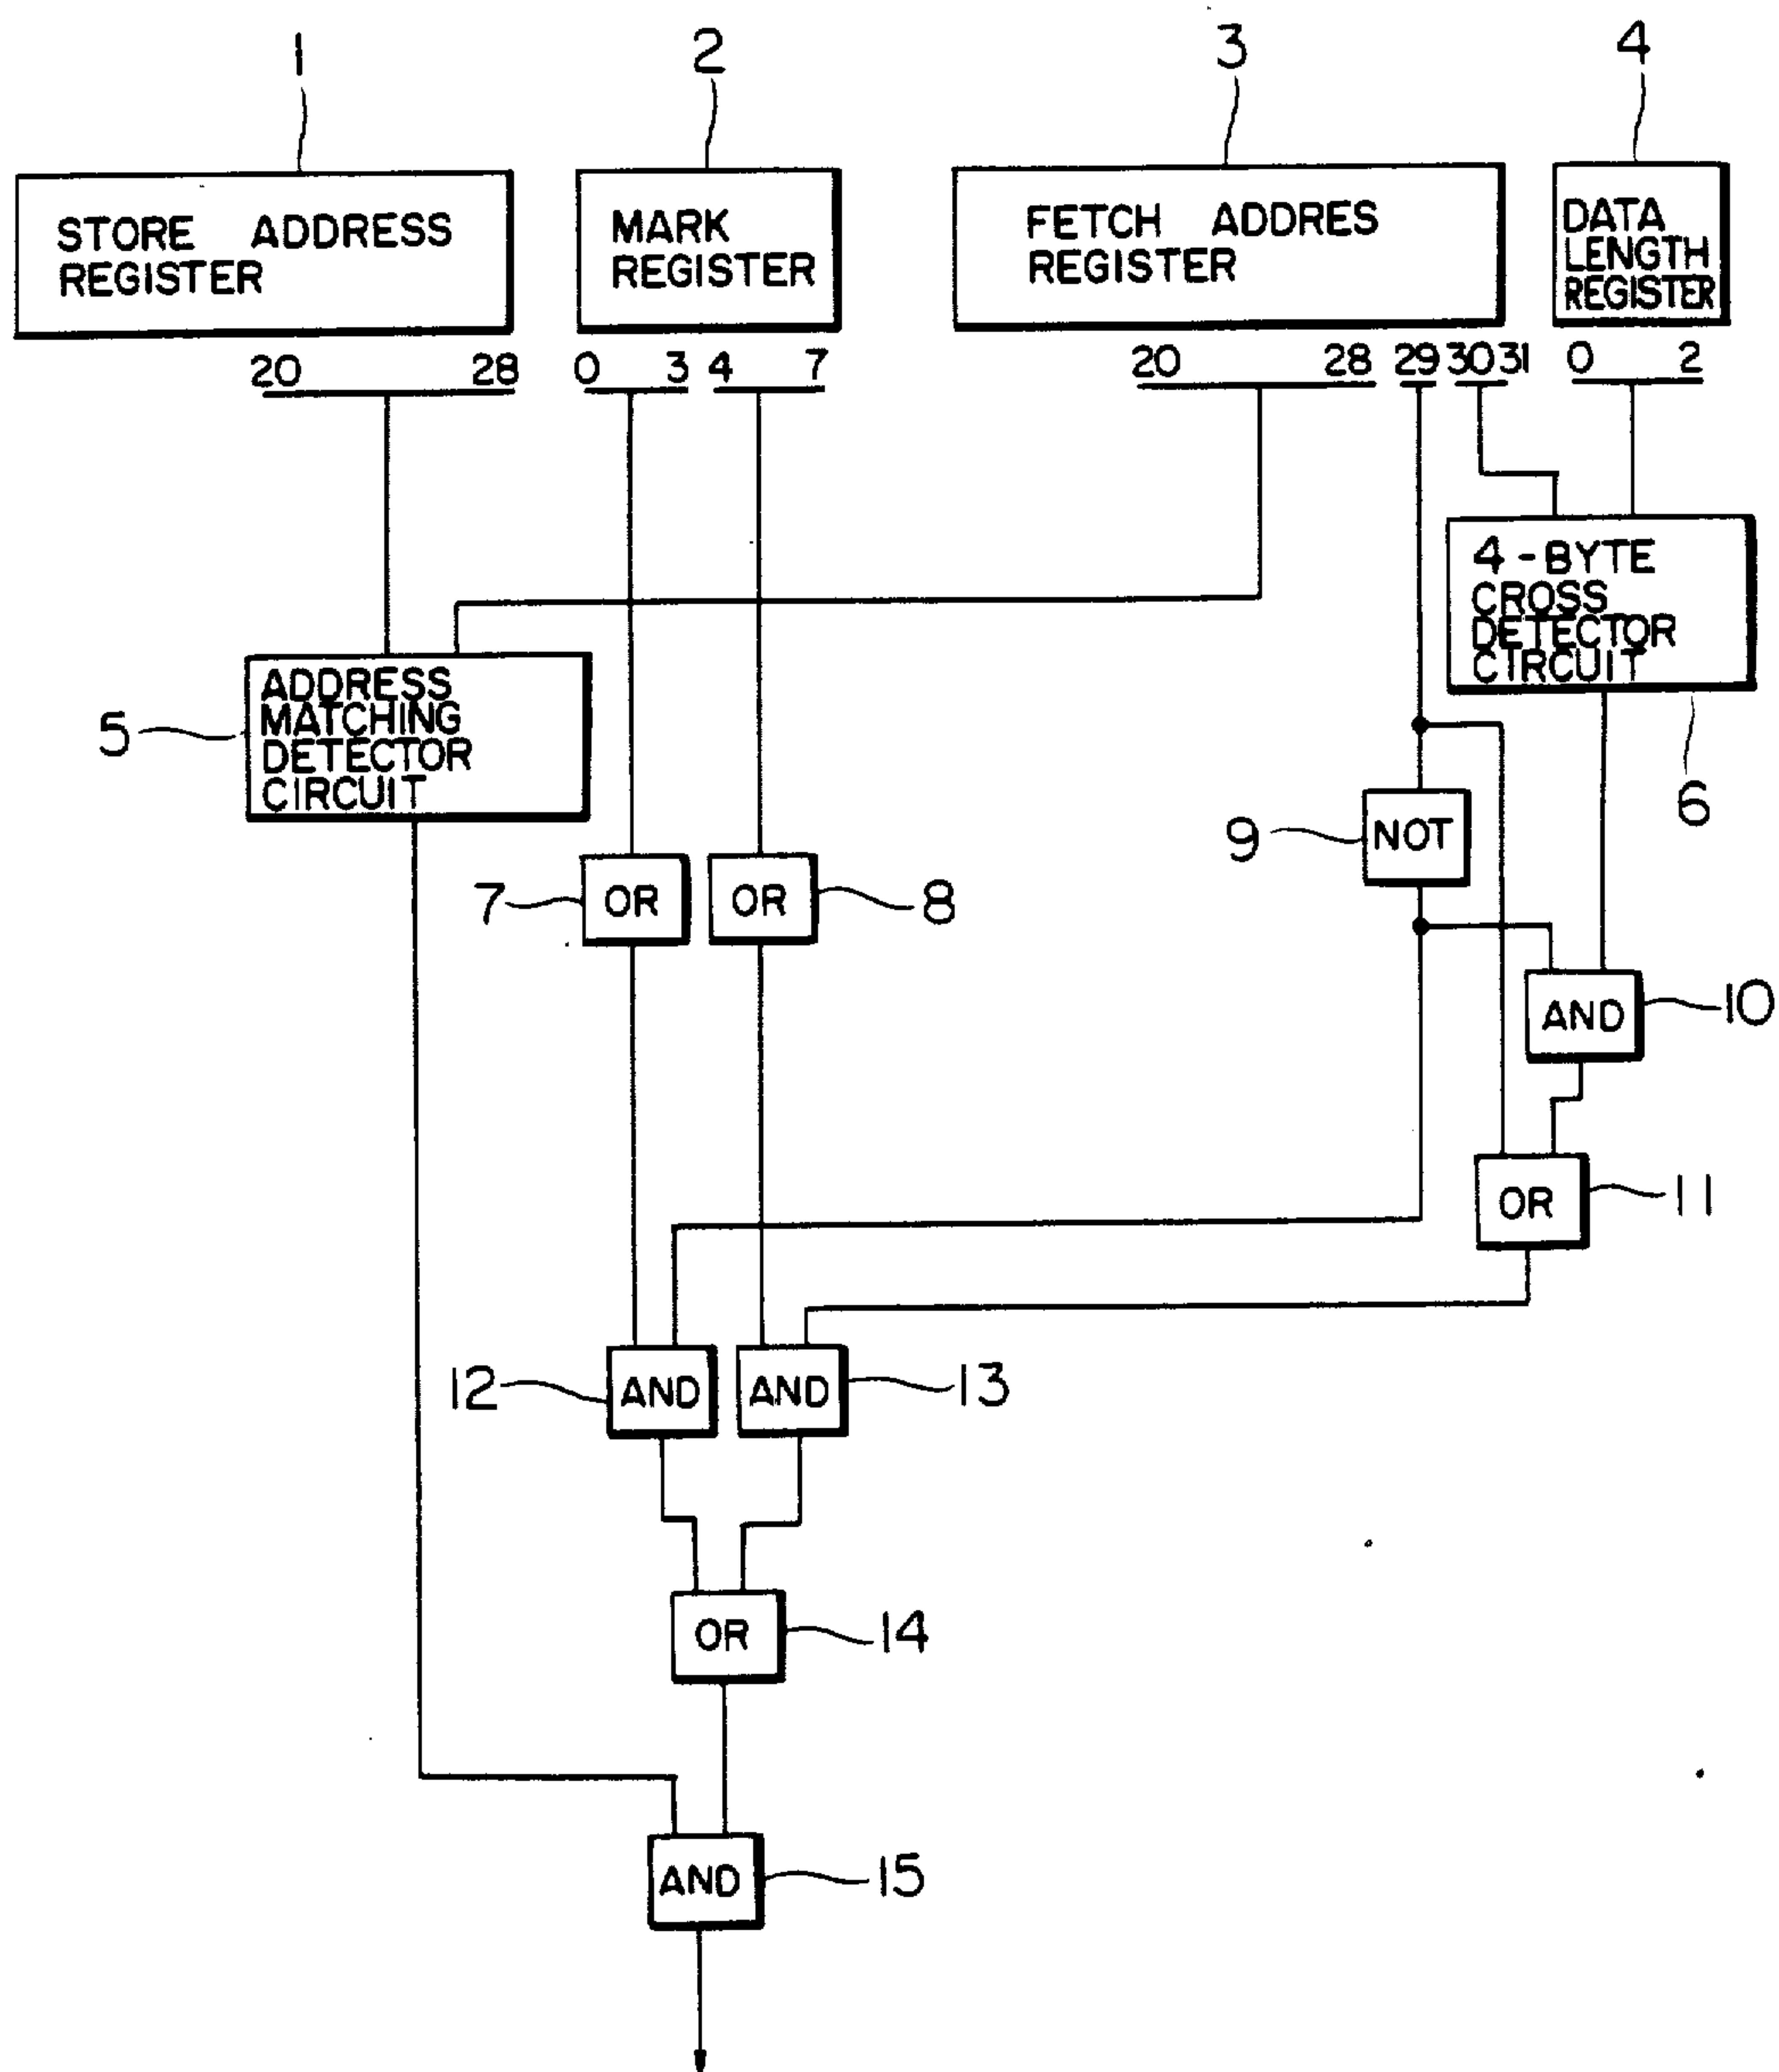 1
2
3
4
STORE ADDRESS
REGISTER
MARK
REGISTER
FETCH ADDRES
REGISTER
DATA
LENGTH
REGISTER
20 28
0 3
4 7
20 28
29
30 31
0 2
4-BYTE
CROSS
DETECTOR
CIRCUIT
6
ADDRESS
MATCHING
DETECTOR
CIRCUIT
5
NOT
9
OR
7
OR
8
AND
10
OR
11
AND
12
AND
13
OR
14
AND
15